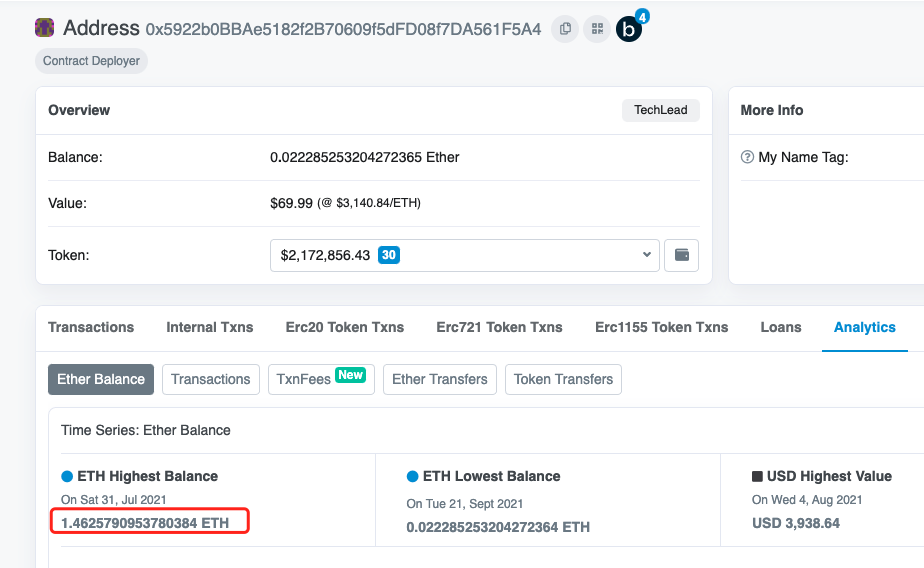 Address 0x5922b0BBAe5182f2B70609f5dFD08f7DA561F5A4 b 4
Contract Deployer
Overview TechLead
Balance: 0.022285253204272365 Ether
Value: $69.99 (@ $3,140.84/ETH)
Token: $2,172,856.43 30
More Info
? My Name Tag:
Transactions Internal Txns Erc20 Token Txns Erc721 Token Txns Erc1155 Token Txns Loans Analytics
Ether Balance Transactions TxnFees New Ether Transfers Token Transfers
Time Series: Ether Balance
ETH Highest Balance
On Sat 31, Jul 2021
1.4625790953780384 ETH
ETH Lowest Balance
On Tue 21, Sept 2021
0.022285253204272364 ETH
USD Highest Value
On Wed 4, Aug 2021
USD 3,938.64